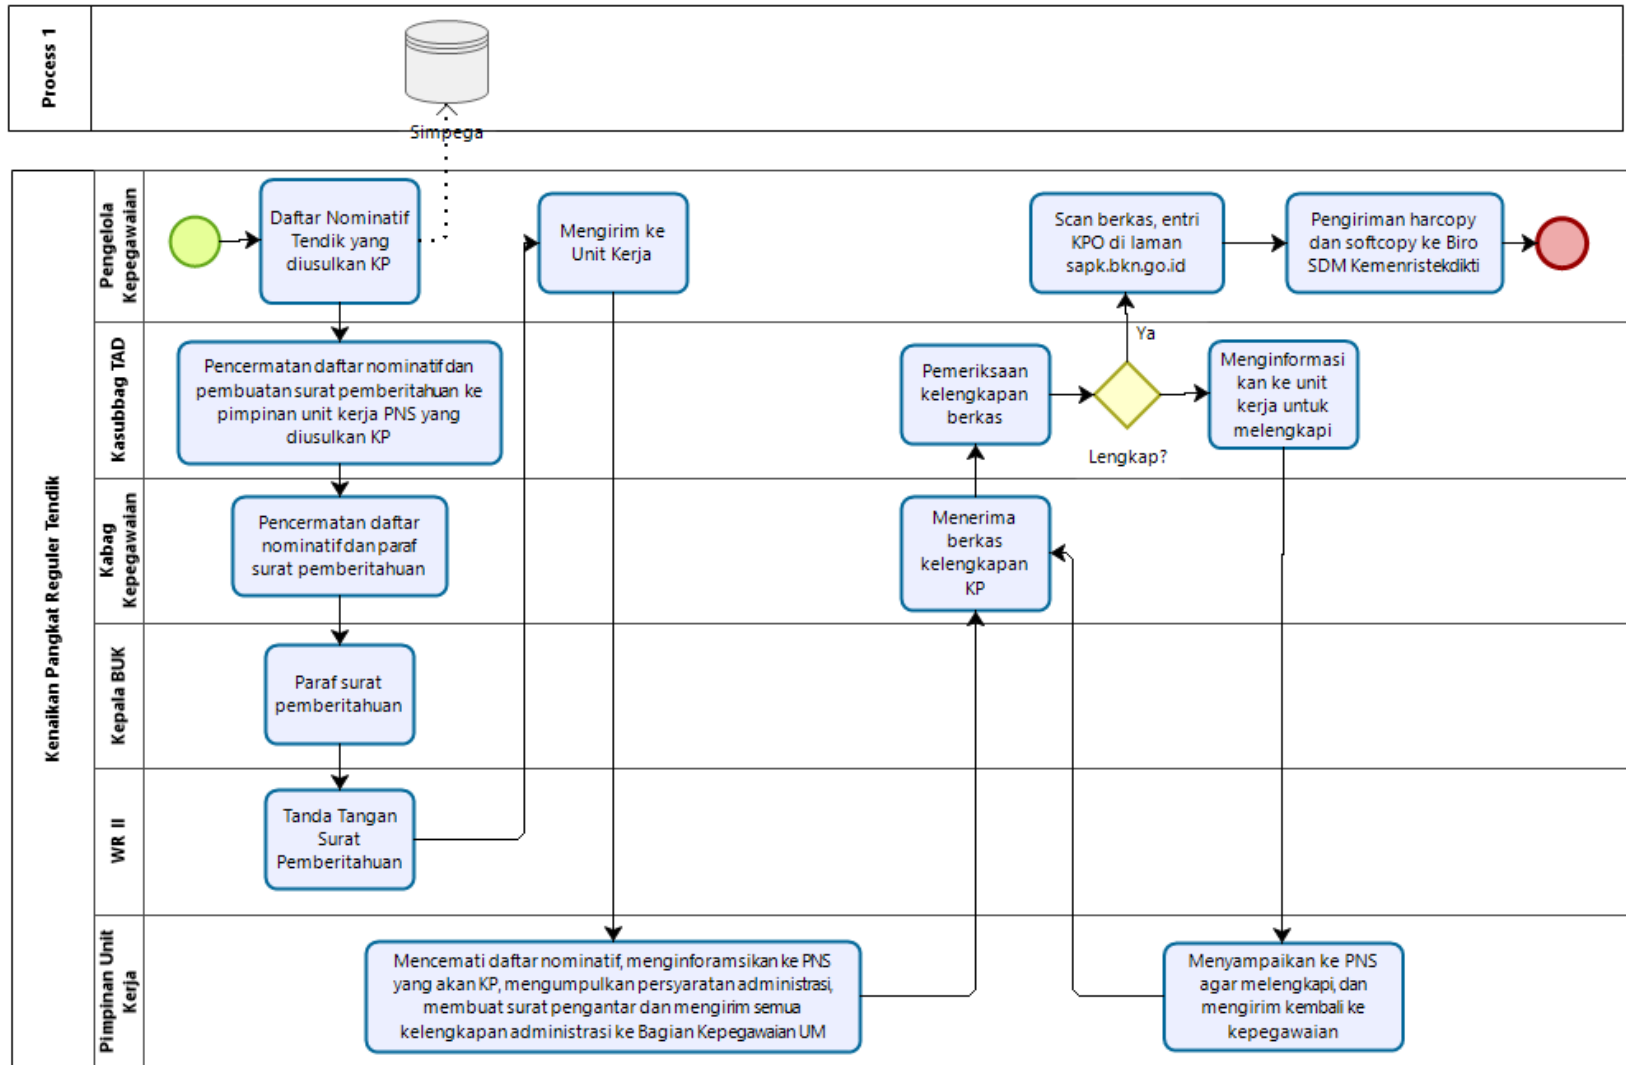 Process 1
Simpega
Kenaikan Pangkat Reguler Tendik
Pengelola
Kepegawaian
Daftar Nominatif
Tendik yang
diusulkan KP
Mengirim ke
Unit Kerja
Scan berkas, entri
KPO di laman
sapk.bkn.go.id
Pengiriman harcopy
dan softcopy ke Biro
SDM Kemenristekdikti
Kasubbag TAD
Pencermatan daftar nominatif dan
pembuatan surat pemberitahuan ke
pimpinan unit kerja PNS yang
diusulkan KP
Pemeriksaan
kelengkapan
berkas
Ya
Lengkap?
Menginformasi
kan ke unit
kerja untuk
melengkapi
Kabag
Kepegawaian
Pencermatan daftar
nominatif dan paraf
surat pemberitahuan
Menerima
berkas
kelengkapan
KP
Kepala BUK
Paraf surat
pemberitahuan
WR II
Tanda Tangan
Surat
Pemberitahuan
Pimpinan Unit
Kerja
Mencemati daftar nominatif, menginforamsikan ke PNS
yang akan KP, mengumpulkan persyaratan administrasi,
membuat surat pengantar dan mengirim semua
kelengkapan administrasi ke Bagian Kepegawaian UM
Menyampaikan ke PNS
agar melengkapi, dan
mengirim kembali ke
kepegawaian